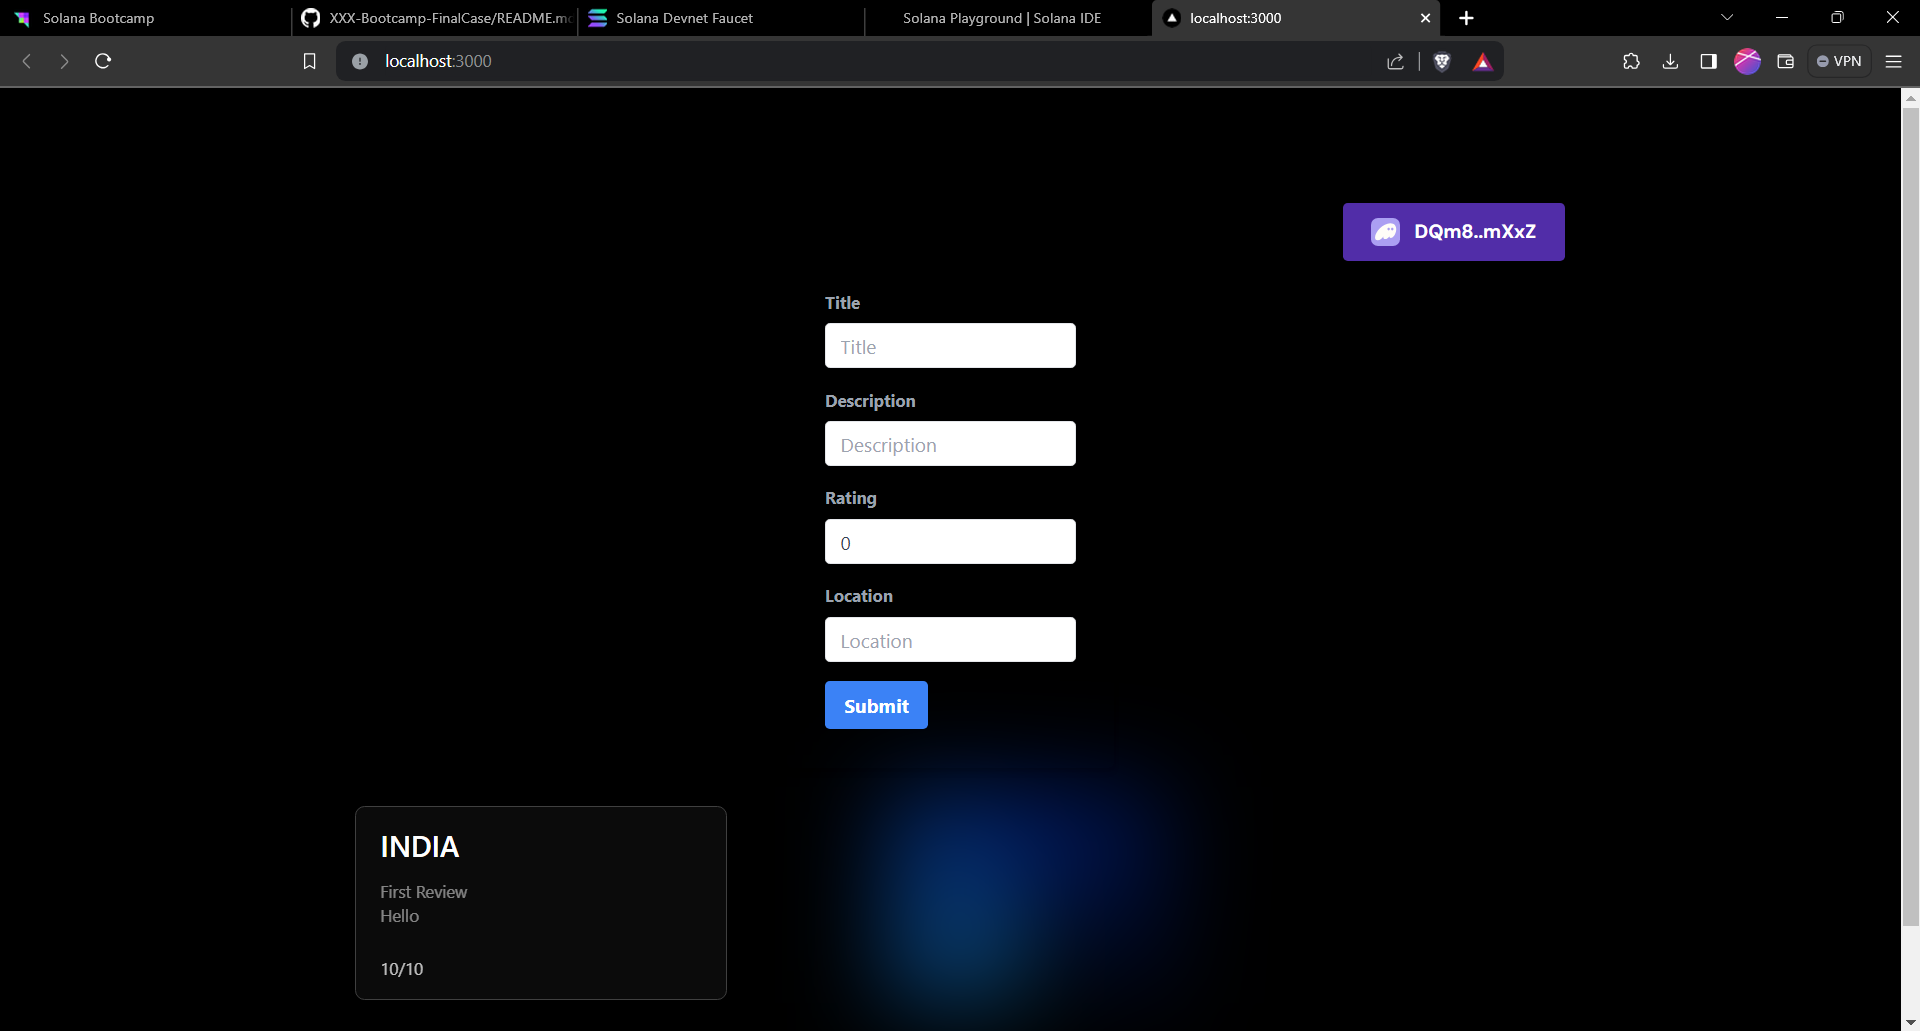 Solana Bootcamp
XXX-Bootcamp-FinalCase/README.md
Solana Devnet Faucet
Solana Playground | Solana IDE
localhost:3000
localhost:3000
VPN
DQm8..mXxZ
Title
Title
Description
Description
Rating
0
Location
Location
Submit
INDIA
First Review
Hello
10/10